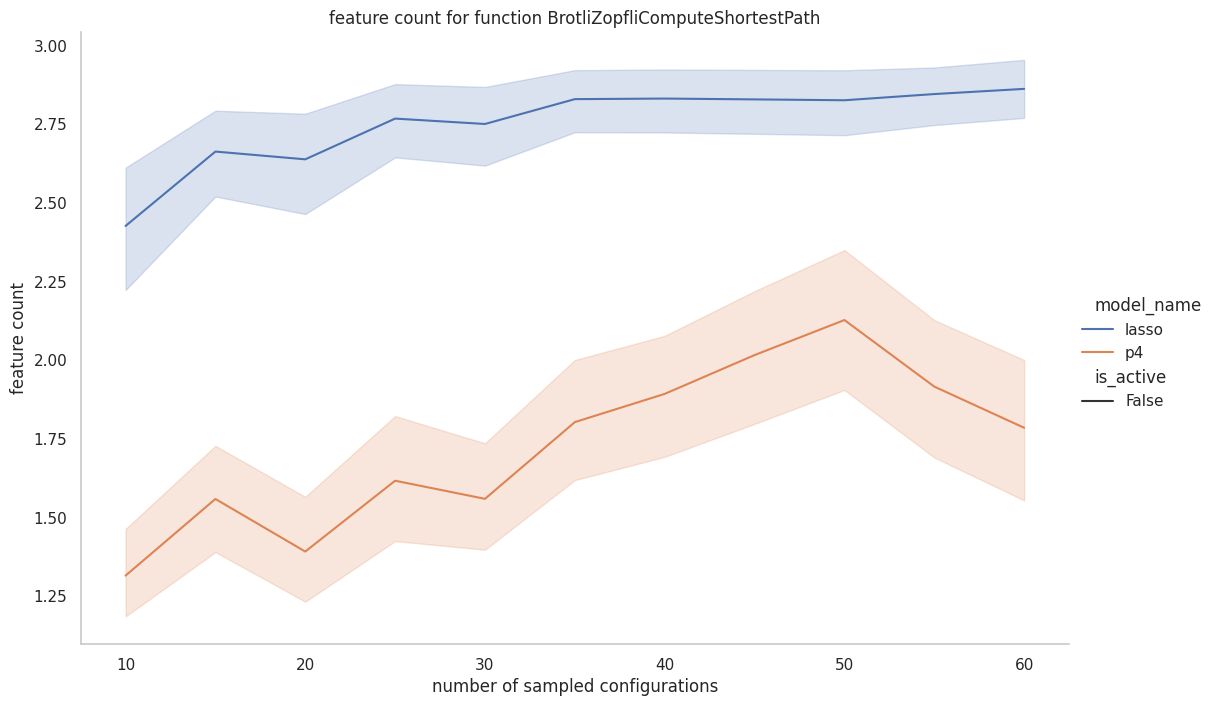 feature count for function BrotliZopfliComputeShortestPath
3.00
2.75
2.50
2.25
2.00
1.75
1.50
1.25
feature count
10 20 30 40 50 60
number of sampled configurations
model_name
lasso
p4
is_active
False